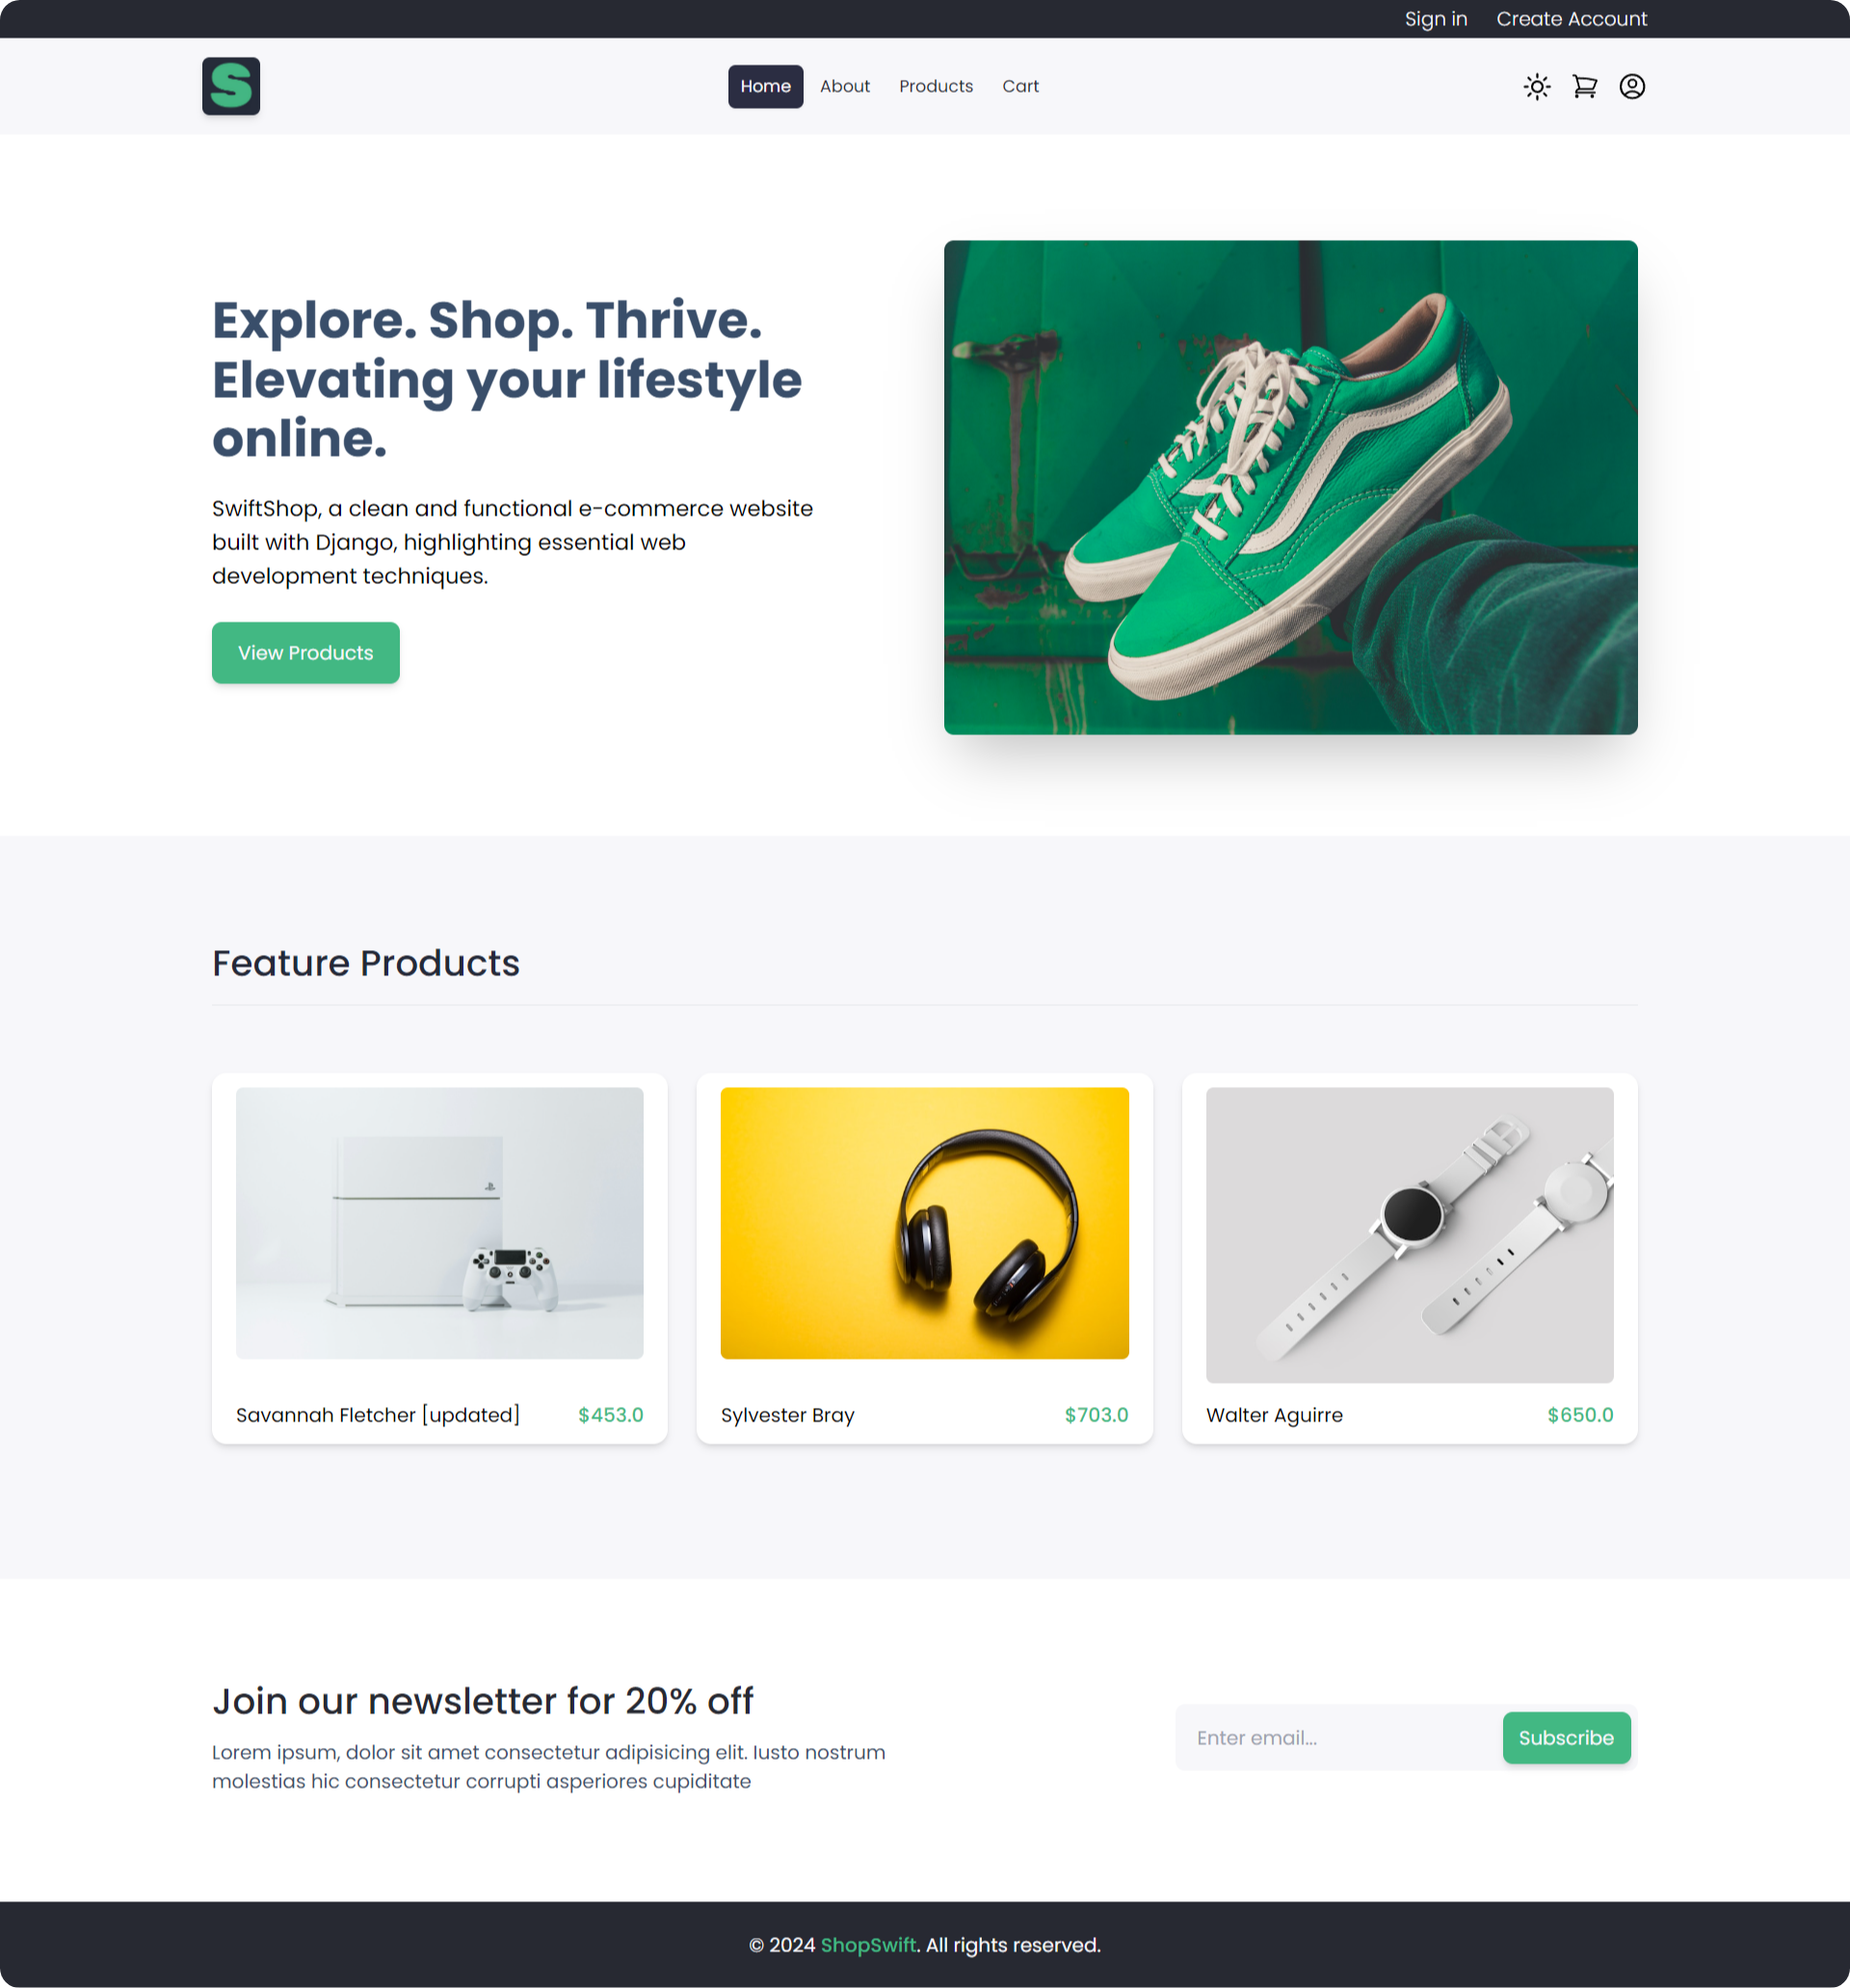 Sign in Create Account
S
Home About Products Cart
Explore. Shop. Thrive.
Elevating your lifestyle
online.
SwiftShop, a clean and functional e-commerce website
built with Django, highlighting essential web
development techniques.
View Products
Feature Products
Savannah Fletcher [updated] $453.0
Sylvester Bray $703.0
Walter Aguirre $650.0
Join our newsletter for 20% off
Lorem ipsum, dolor sit amet consectetur adipisicing elit. Iusto nostrum
molestias hic consectetur corrupti asperiores cupiditate
Enter email...
Subscribe
© 2024 ShopSwift. All rights reserved.